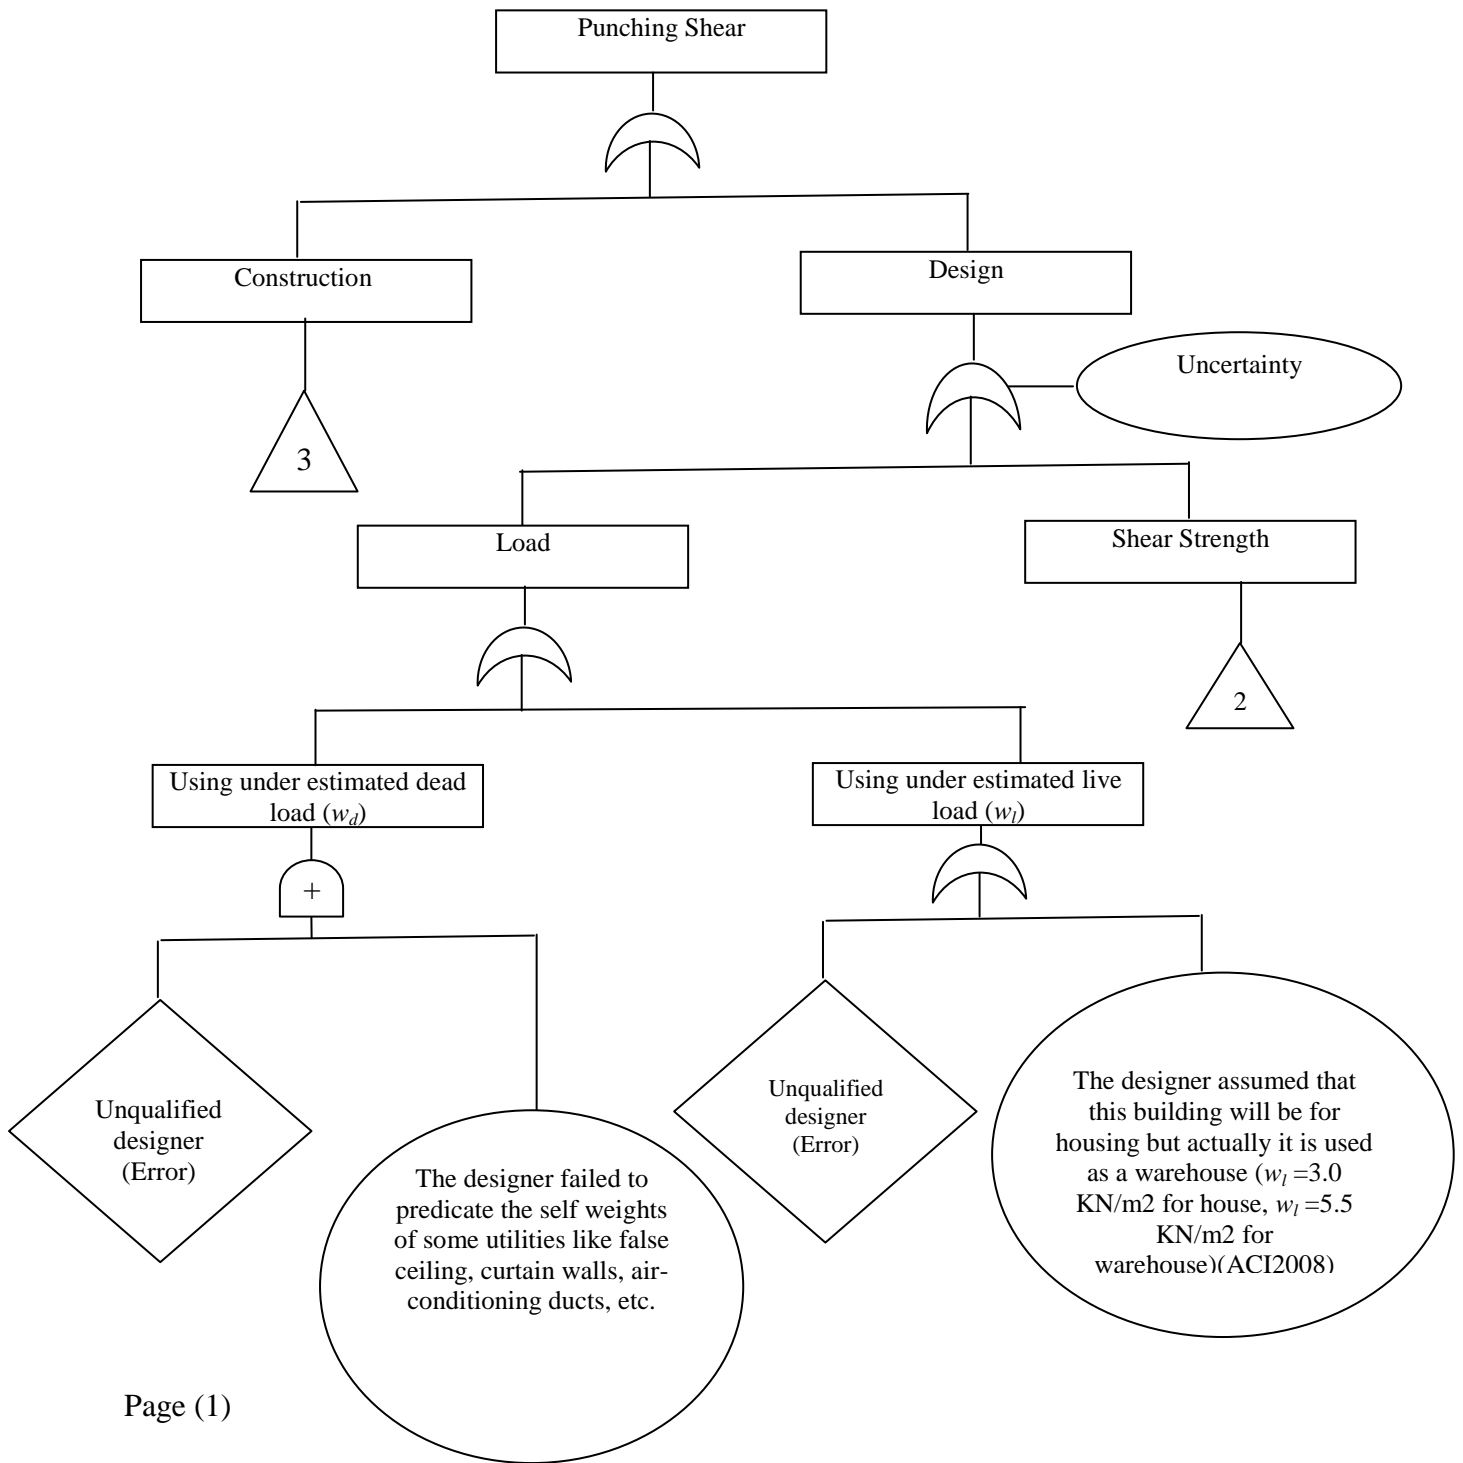 Punching Shear
Construction
Design
Uncertainty
3
Load
Shear Strength
2
Using under estimated dead
load (w_d)
Using under estimated live
load (w_l)
+
Unqualified
designer
(Error)
The designer failed to
predicate the self weights
of some utilities like false
ceiling, curtain walls, air-
conditioning ducts, etc.
Unqualified
designer
(Error)
The designer assumed that
this building will be for
housing but actually it is used
as a warehouse (w_l =3.0
KN/m2 for house, w_l =5.5
KN/m2 for
warehouse)(ACI2008)
Page (1)